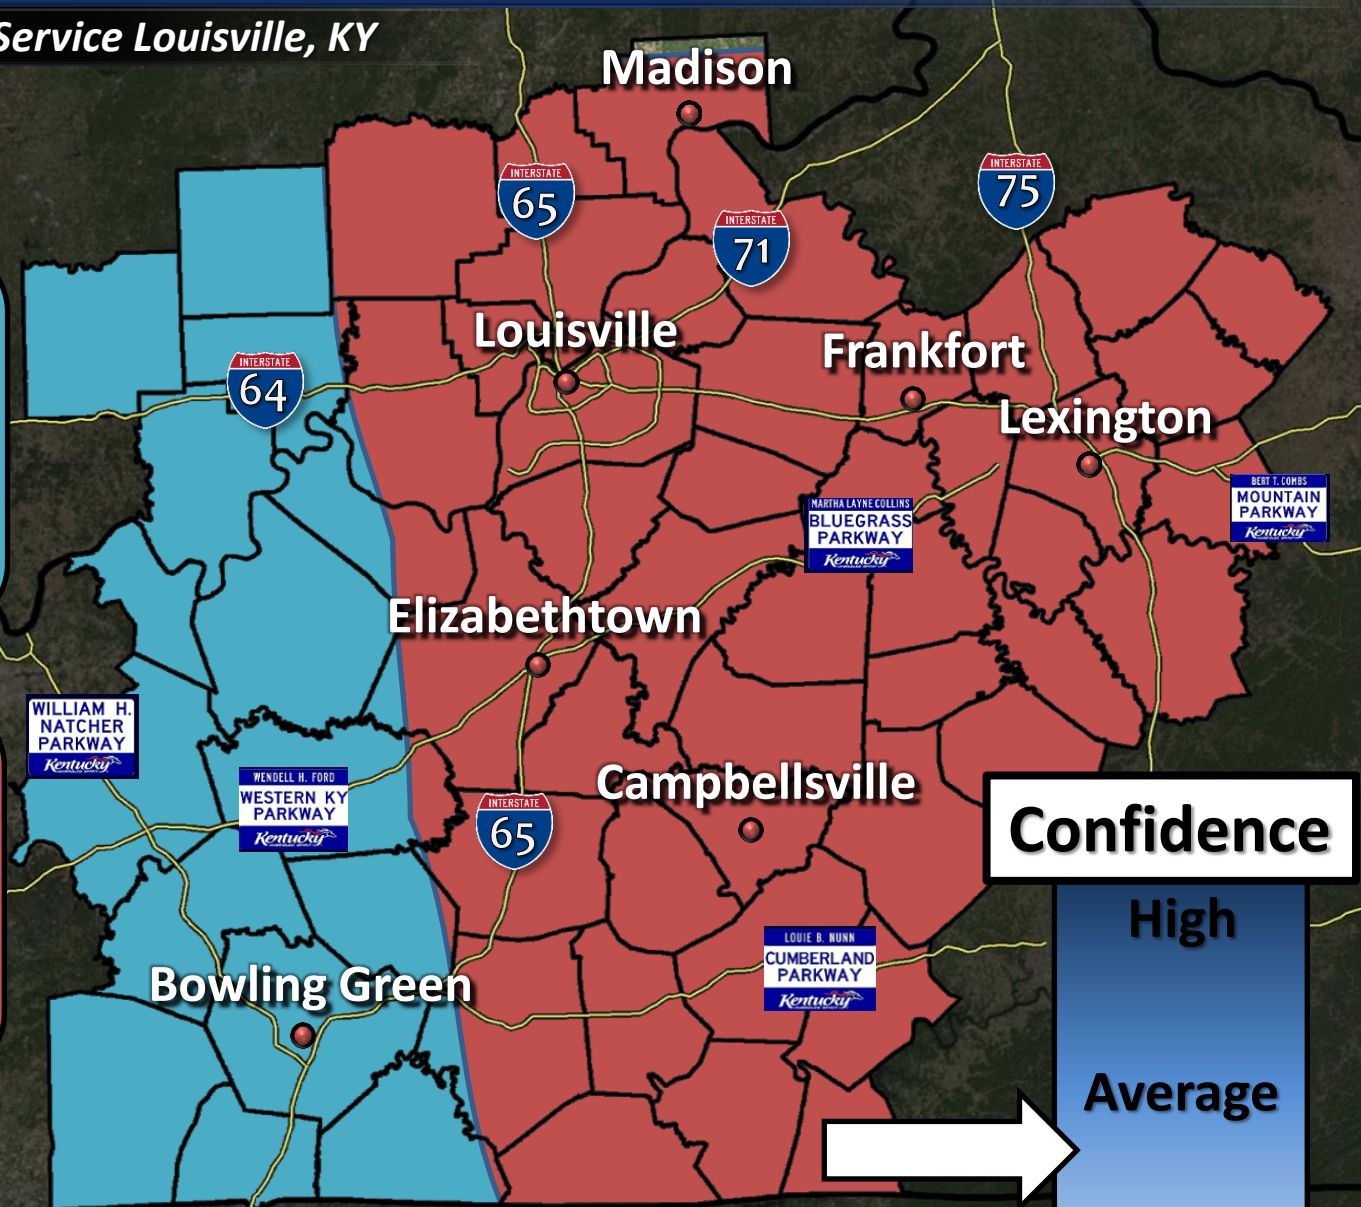 Service Louisville, KY
Madison
INTERSTATE
65
INTERSTATE
75
INTERSTATE
71
Louisville
Frankfort
INTERSTATE
64
Lexington
BERT T. COMBS
MOUNTAIN
PARKWAY
Kentucky
MARTHA LAYNE COLLINS
BLUEGRASS
PARKWAY
Kentucky
Elizabethtown
WILLIAM H.
NATCHER
PARKWAY
Kentucky
WENDELL H. FORD
WESTERN KY
PARKWAY
Kentucky
Campbellsville
INTERSTATE
65
Confidence
High
LOUIE B. NUNN
CUMBERLAND
PARKWAY
Kentucky
Bowling Green
Average